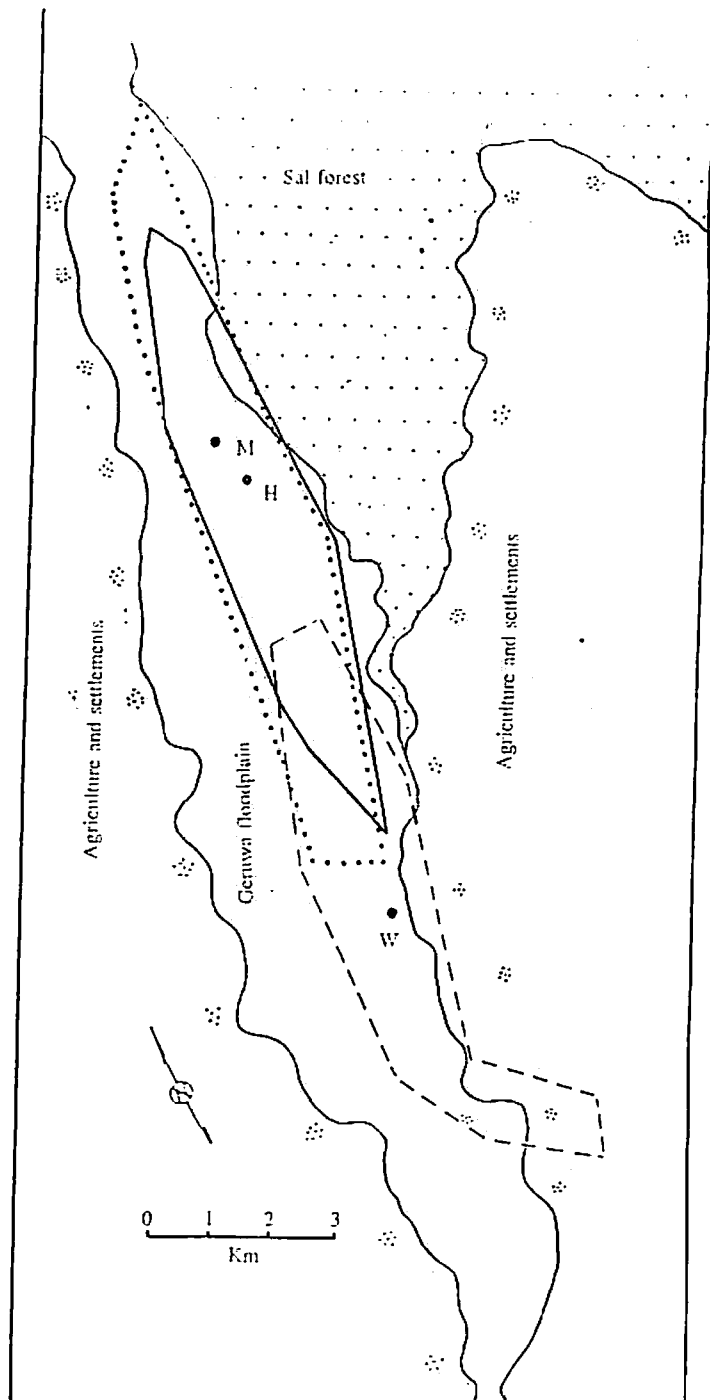 Sal forest
M
H
Agriculture and settlements
Agriculture and settlements
Geruwa floodplain
W
0 1 2 3
Km